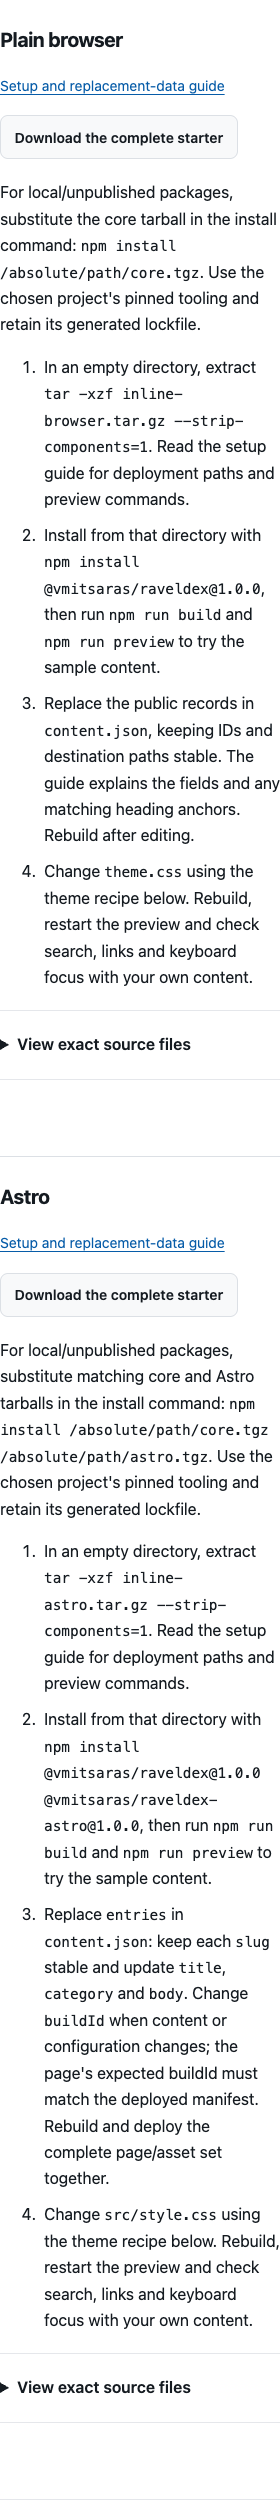 Plain browser
Setup and replacement-data guide
Download the complete starter
For local/unpublished packages,
substitute the core tarball in the install
command: npm install
/absolute/path/core.tgz. Use the
chosen project's pinned tooling and
retain its generated lockfile.
1. In an empty directory, extract
tar -xzf inline-
browser.tar.gz --strip-
components=1. Read the setup
guide for deployment paths and
preview commands.
2. Install from that directory with
npm install
@vmitsaras/raveldex@1.0.0,
then run npm run build and
npm run preview to try the
sample content.
3. Replace the public records in
content.json, keeping IDs and
destination paths stable. The
guide explains the fields and any
matching heading anchors.
Rebuild after editing.
4. Change theme.css using the
theme recipe below. Rebuild,
restart the preview and check
search, links and keyboard
focus with your own content.
View exact source files
Astro
Setup and replacement-data guide
Download the complete starter
For local/unpublished packages,
substitute matching core and Astro
tarballs in the install command: npm
install /absolute/path/core.tgz
/absolute/path/astro.tgz. Use the
chosen project's pinned tooling and
retain its generated lockfile.
1. In an empty directory, extract
tar -xzf inline-
astro.tar.gz --strip-
components=1. Read the setup
guide for deployment paths and
preview commands.
2. Install from that directory with
npm install
@vmitsaras/raveldex@1.0.0
@vmitsaras/raveldex-
astro@1.0.0, then run npm run
build and npm run preview to
try the sample content.
3. Replace entries in
content.json: keep each slug
stable and update title,
category and body. Change
buildId when content or
configuration changes; the
page's expected buildId must
match the deployed manifest.
Rebuild and deploy the
complete page/asset set
together.
4. Change src/style.css using
the theme recipe below. Rebuild,
restart the preview and check
search, links and keyboard
focus with your own content.
View exact source files